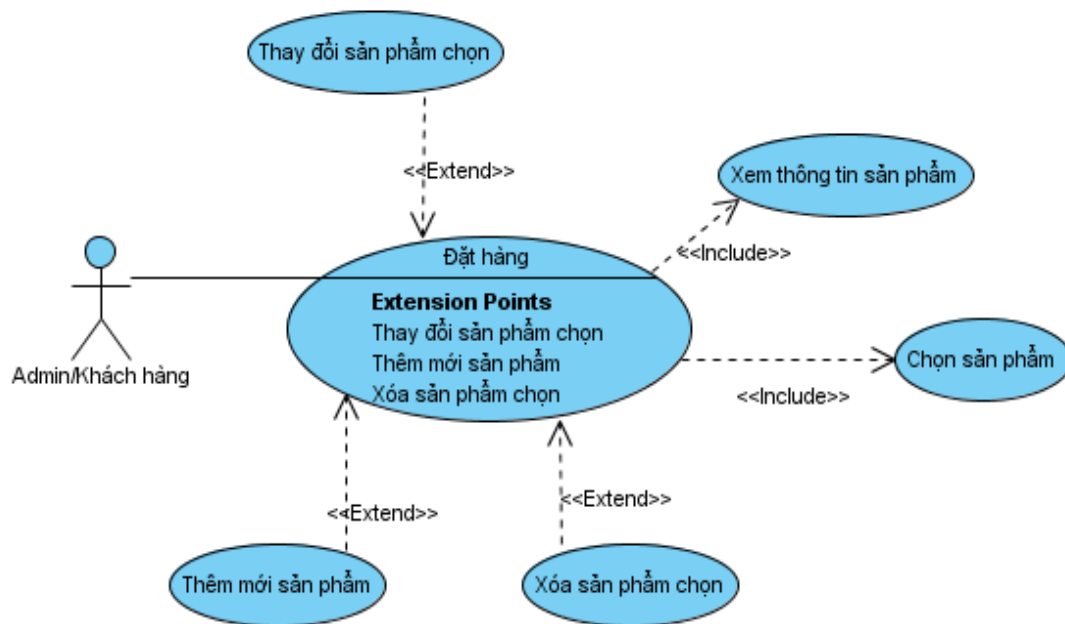 Thay đổi sản phẩm chọn
<<Extend>>
Xem thông tin sản phẩm
<<Include>>
Đặt hàng
Extension Points
Thay đổi sản phẩm chọn
Thêm mới sản phẩm
Xóa sản phẩm chọn
Admin/Khách hàng
Chọn sản phẩm
<<Include>>
<<Extend>>
<<Extend>>
Thêm mới sản phẩm
Xóa sản phẩm chọn